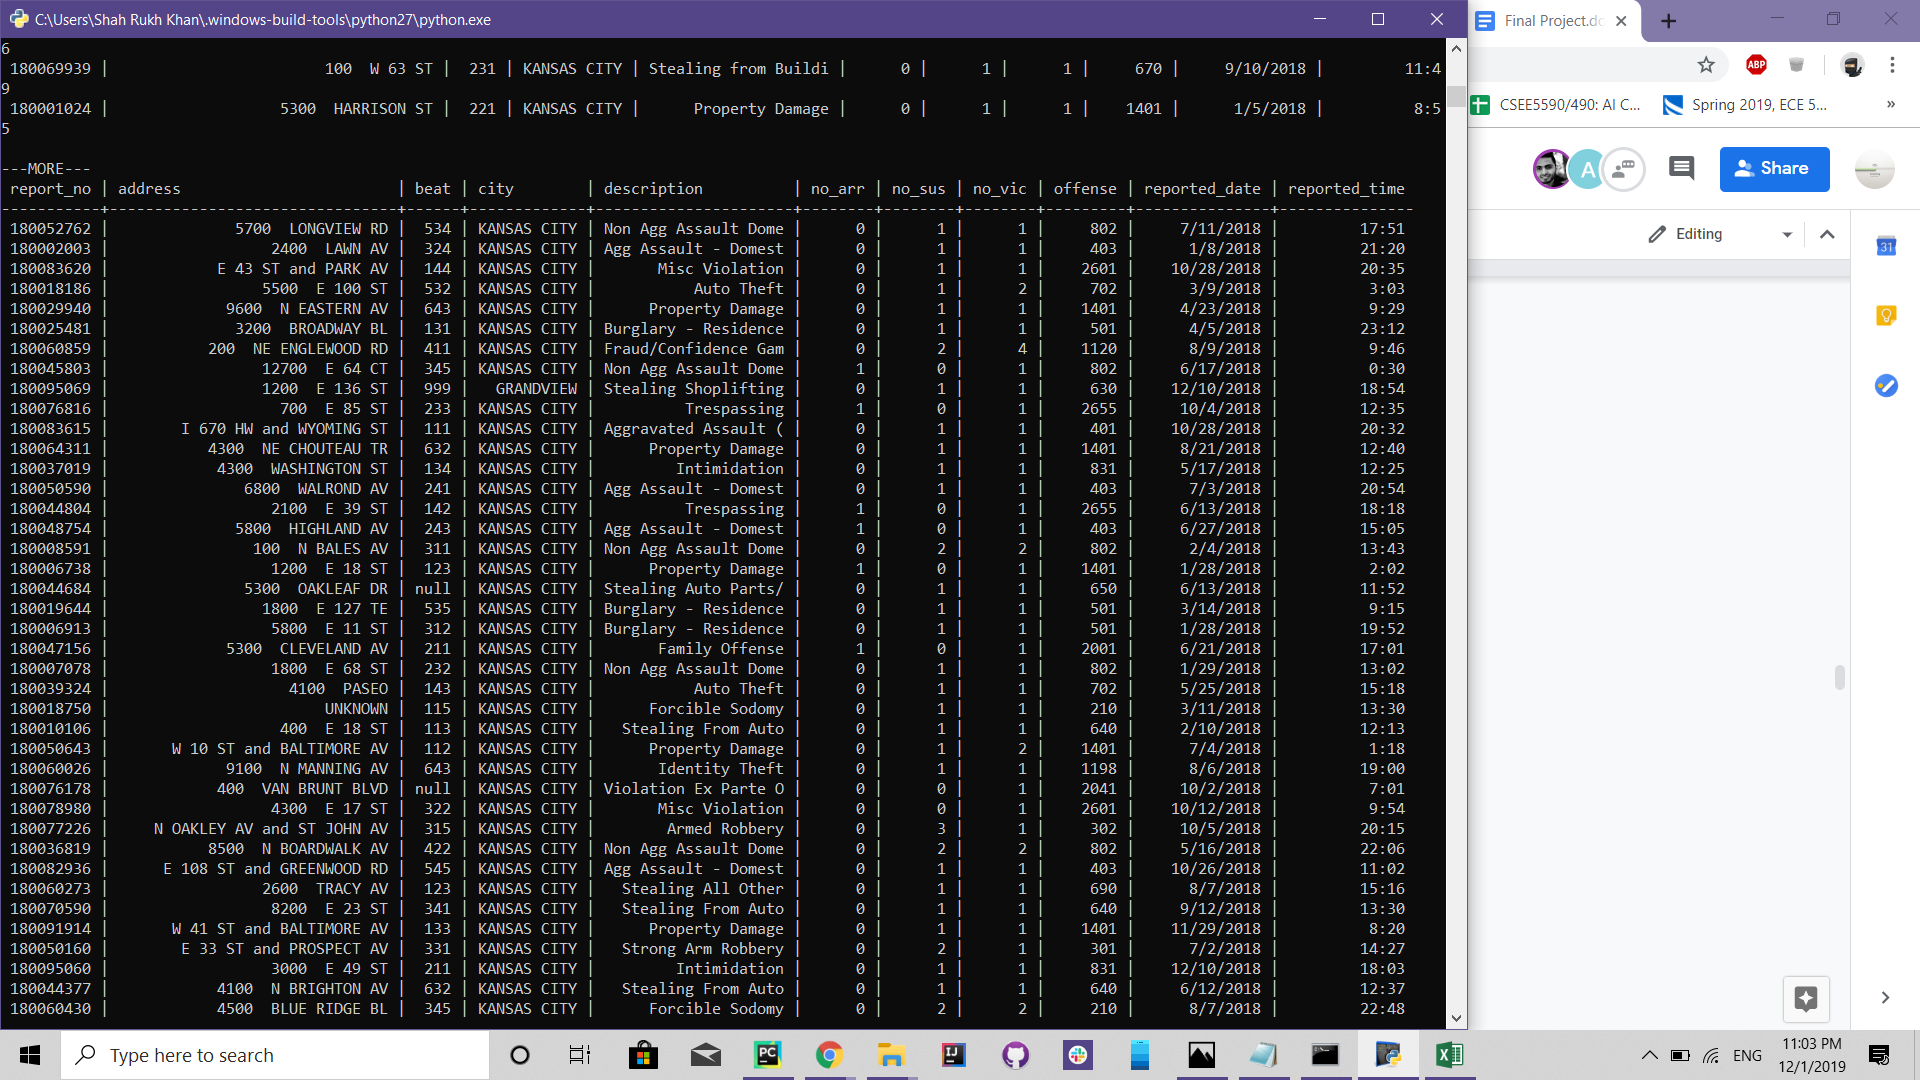 C:\Users\Shah Rukh Khan\.windows-build-tools\python27\python.exe
6
180069939 | 100  W 63 ST | 231 | KANSAS CITY | Stealing from Buildi | 0 | 1 | 1 | 670 | 9/10/2018 | 11:4
9
180001024 | 5300  HARRISON ST | 221 | KANSAS CITY | Property Damage | 0 | 1 | 1 | 1401 | 1/5/2018 | 8:5
5
---MORE---
report_no | address | beat | city | description | no_arr | no_sus | no_vic | offense | reported_date | reported_time
180052762 | 5700  LONGVIEW RD | 534 | KANSAS CITY | Non Agg Assault Dome | 0 | 1 | 1 | 802 | 7/11/2018 | 17:51
180002003 | 2400  LAWN AV | 324 | KANSAS CITY | Agg Assault - Domest | 0 | 1 | 1 | 403 | 1/8/2018 | 21:20
180083620 | E 43 ST and PARK AV | 144 | KANSAS CITY | Misc Violation | 0 | 1 | 1 | 2601 | 10/28/2018 | 20:35
180018186 | 5500  E 100 ST | 532 | KANSAS CITY | Auto Theft | 0 | 1 | 2 | 702 | 3/9/2018 | 3:03
180029940 | 9600  N EASTERN AV | 643 | KANSAS CITY | Property Damage | 0 | 1 | 1 | 1401 | 4/23/2018 | 9:29
180025481 | 3200  BROADWAY BL | 131 | KANSAS CITY | Burglary - Residence | 0 | 1 | 1 | 501 | 4/5/2018 | 23:12
180060859 | 200  NE ENGLEWOOD RD | 411 | KANSAS CITY | Fraud/Confidence Gam | 0 | 2 | 4 | 1120 | 8/9/2018 | 9:46
180045803 | 12700  E 64 CT | 345 | KANSAS CITY | Non Agg Assault Dome | 1 | 0 | 1 | 802 | 6/17/2018 | 0:30
180095069 | 1200  E 136 ST | 999 | GRANDVIEW | Stealing Shoplifting | 0 | 1 | 1 | 630 | 12/10/2018 | 18:54
180076816 | 700  E 85 ST | 233 | KANSAS CITY | Trespassing | 1 | 0 | 1 | 2655 | 10/4/2018 | 12:35
180083615 | I 670 HW and WYOMING ST | 111 | KANSAS CITY | Aggravated Assault ( | 0 | 1 | 1 | 401 | 10/28/2018 | 20:32
180064311 | 4300  NE CHOUTEAU TR | 632 | KANSAS CITY | Property Damage | 0 | 1 | 1 | 1401 | 8/21/2018 | 12:40
180037019 | 4300  WASHINGTON ST | 134 | KANSAS CITY | Intimidation | 0 | 1 | 1 | 831 | 5/17/2018 | 12:25
180050590 | 6800  WALROND AV | 241 | KANSAS CITY | Agg Assault - Domest | 0 | 1 | 1 | 403 | 7/3/2018 | 20:54
180044804 | 2100  E 39 ST | 142 | KANSAS CITY | Trespassing | 1 | 0 | 1 | 2655 | 6/13/2018 | 18:18
180048754 | 5800  HIGHLAND AV | 243 | KANSAS CITY | Agg Assault - Domest | 1 | 0 | 1 | 403 | 6/27/2018 | 15:05
180008591 | 100  N BALES AV | 311 | KANSAS CITY | Non Agg Assault Dome | 0 | 2 | 2 | 802 | 2/4/2018 | 13:43
180006738 | 1200  E 18 ST | 123 | KANSAS CITY | Property Damage | 1 | 0 | 1 | 1401 | 1/28/2018 | 2:02
180044684 | 5300  OAKLEAF DR | null | KANSAS CITY | Stealing Auto Parts/ | 0 | 1 | 1 | 650 | 6/13/2018 | 11:52
180019644 | 1800  E 127 TE | 535 | KANSAS CITY | Burglary - Residence | 0 | 1 | 1 | 501 | 3/14/2018 | 9:15
180006913 | 5800  E 11 ST | 312 | KANSAS CITY | Burglary - Residence | 0 | 1 | 1 | 501 | 1/28/2018 | 19:52
180047156 | 5300  CLEVELAND AV | 211 | KANSAS CITY | Family Offense | 1 | 0 | 1 | 2001 | 6/21/2018 | 17:01
180007078 | 1800  E 68 ST | 232 | KANSAS CITY | Non Agg Assault Dome | 0 | 1 | 1 | 802 | 1/29/2018 | 13:02
180039324 | 4100  PASEO | 143 | KANSAS CITY | Auto Theft | 0 | 1 | 1 | 702 | 5/25/2018 | 15:18
180018750 | UNKNOWN | 115 | KANSAS CITY | Forcible Sodomy | 0 | 1 | 1 | 210 | 3/11/2018 | 13:30
180010106 | 400  E 18 ST | 113 | KANSAS CITY | Stealing From Auto | 0 | 1 | 1 | 640 | 2/10/2018 | 12:13
180050643 | W 10 ST and BALTIMORE AV | 112 | KANSAS CITY | Property Damage | 0 | 1 | 2 | 1401 | 7/4/2018 | 1:18
180060026 | 9100  N MANNING AV | 643 | KANSAS CITY | Identity Theft | 0 | 1 | 1 | 1198 | 8/6/2018 | 19:00
180076178 | 400  VAN BRUNT BLVD | null | KANSAS CITY | Violation Ex Parte O | 0 | 0 | 1 | 2041 | 10/2/2018 | 7:01
180078980 | 4300  E 17 ST | 322 | KANSAS CITY | Misc Violation | 0 | 0 | 1 | 2601 | 10/12/2018 | 9:54
180077226 | N OAKLEY AV and ST JOHN AV | 315 | KANSAS CITY | Armed Robbery | 0 | 3 | 1 | 302 | 10/5/2018 | 20:15
180036819 | 8500  N BOARDWALK AV | 422 | KANSAS CITY | Non Agg Assault Dome | 0 | 2 | 2 | 802 | 5/16/2018 | 22:06
180082936 | E 108 ST and GREENWOOD RD | 545 | KANSAS CITY | Agg Assault - Domest | 0 | 1 | 1 | 403 | 10/26/2018 | 11:02
180060273 | 2600  TRACY AV | 123 | KANSAS CITY | Stealing All Other | 0 | 1 | 1 | 690 | 8/7/2018 | 15:16
180070590 | 8200  E 23 ST | 341 | KANSAS CITY | Stealing From Auto | 0 | 1 | 1 | 640 | 9/12/2018 | 13:30
180091914 | W 41 ST and BALTIMORE AV | 133 | KANSAS CITY | Property Damage | 0 | 1 | 1 | 1401 | 11/29/2018 | 8:20
180050160 | E 33 ST and PROSPECT AV | 331 | KANSAS CITY | Strong Arm Robbery | 0 | 2 | 1 | 301 | 7/2/2018 | 14:27
180095060 | 3000  E 49 ST | 211 | KANSAS CITY | Intimidation | 0 | 1 | 1 | 831 | 12/10/2018 | 18:03
180044377 | 4100  N BRIGHTON AV | 632 | KANSAS CITY | Stealing From Auto | 0 | 1 | 1 | 640 | 6/12/2018 | 12:37
180060430 | 4500  BLUE RIDGE BL | 345 | KANSAS CITY | Forcible Sodomy | 0 | 2 | 2 | 210 | 8/7/2018 | 22:48
Final Project.do
ABP
CSEE5590/490: AI C...
Spring 2019, ECE 5...
»
A
Share
Editing
31
Type here to search
PC
IJ
ENG
11:03 PM
12/1/2019